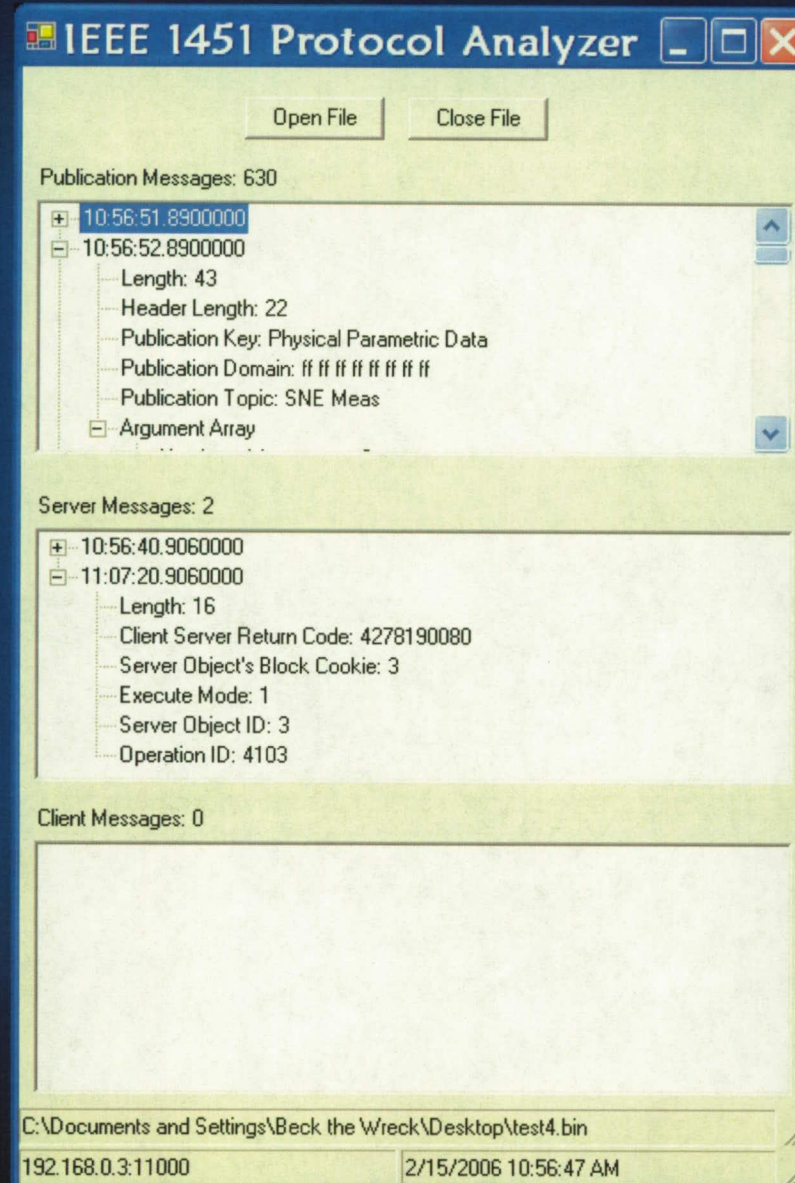 IEEE 1451 Protocol Analyzer
Open File
Close File
Publication Messages: 630
10:56:51.8900000
10:56:52.8900000
Length: 43
Header Length: 22
Publication Key: Physical Parametric Data
Publication Domain: ff ff ff ff ff ff ff ff
Publication Topic: SNE Meas
Argument Array
Server Messages: 2
10:56:40.9060000
11:07:20.9060000
Length: 16
Client Server Return Code: 4278190080
Server Object's Block Cookie: 3
Execute Mode: 1
Server Object ID: 3
Operation ID: 4103
Client Messages: 0
C:\Documents and Settings\Beck the Wreck\Desktop\test4.bin
192.168.0.3:11000
2/15/2006 10:56:47 AM